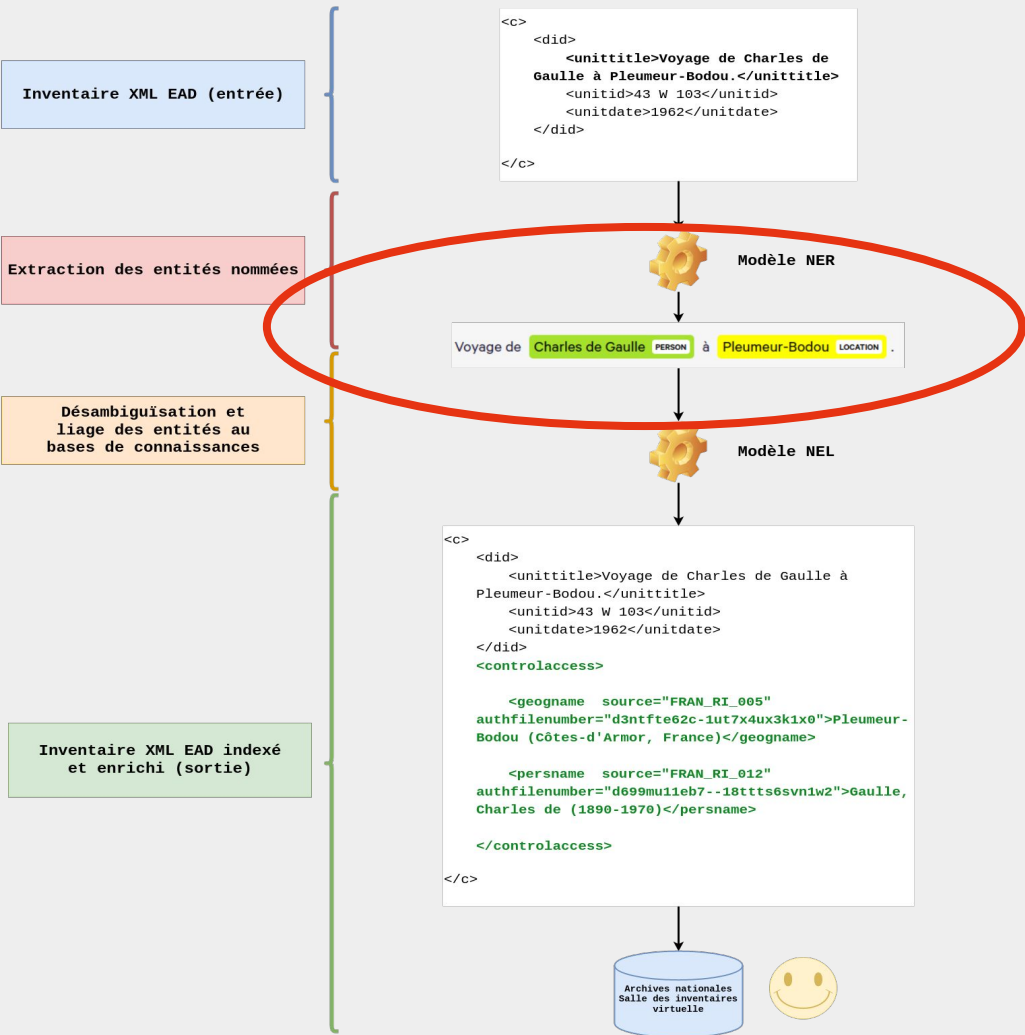 Inventaire XML EAD (entrée)
<c>
<did>
<unittitle>Voyage de Charles de
Gaulle à Pleumeur-Bodou.</unittitle>
<unitid>43 W 103</unitid>
<unitdate>1962</unitdate>
</did>
</c>
Extraction des entités nommées
Modèle NER
Voyage de Charles de Gaulle PERSON à Pleumeur-Bodou LOCATION .
Désambiguïsation et
liage des entités au
bases de connaissances
Modèle NEL
<c>
<did>
<unittitle>Voyage de Charles de Gaulle à
Pleumeur-Bodou.</unittitle>
<unitid>43 W 103</unitid>
<unitdate>1962</unitdate>
</did>
<controlaccess>
<geogname  source="FRAN_RI_005"
authfilenumber="d3ntfte62c-1ut7x4ux3k1x0">Pleumeur-
Bodou (Côtes-d'Armor, France)</geogname>
<persname  source="FRAN_RI_012"
authfilenumber="d699mu11eb7--18ttts6svn1w2">Gaulle,
Charles de (1890-1970)</persname>
</controlaccess>
</c>
Inventaire XML EAD indexé
et enrichi (sortie)
Archives nationales
Salle des inventaires
virtuelle